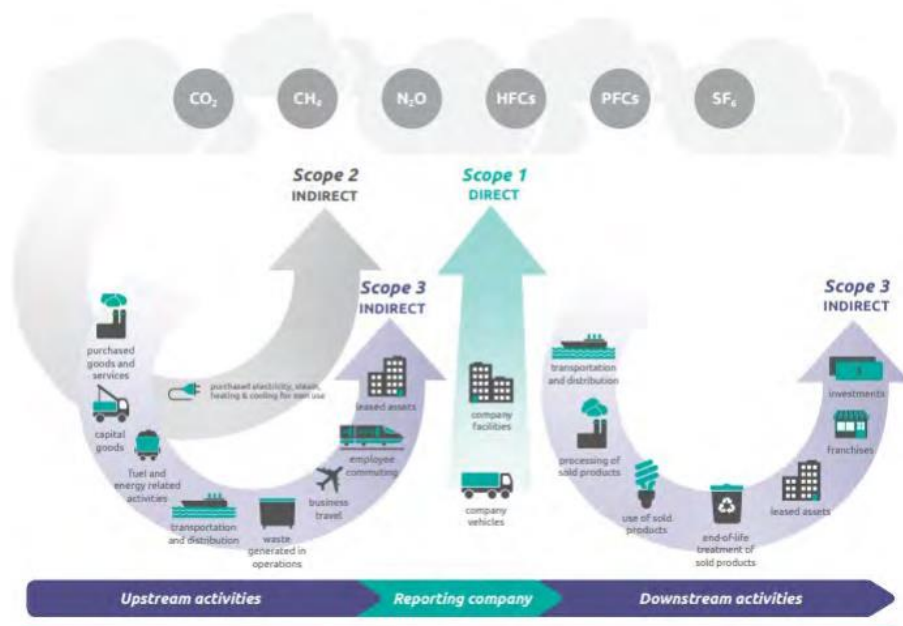 CO₂
CH₄
N₂O
HFCs
PFCs
SF₆
Scope 2
INDIRECT
Scope 1
DIRECT
Scope 3
INDIRECT
Scope 3
INDIRECT
purchased
goods and
services
capital
goods
fuel and
energy related
activities
transportation
and distribution
waste
generated in
operations
business
travel
employee
commuting
leased assets
purchased electricity, steam,
heating & cooling for own use
company
facilities
company
vehicles
transportation
and distribution
processing of
sold products
use of sold
products
end-of-life
treatment of
sold products
leased assets
franchises
investments
Upstream activities
Reporting company
Downstream activities